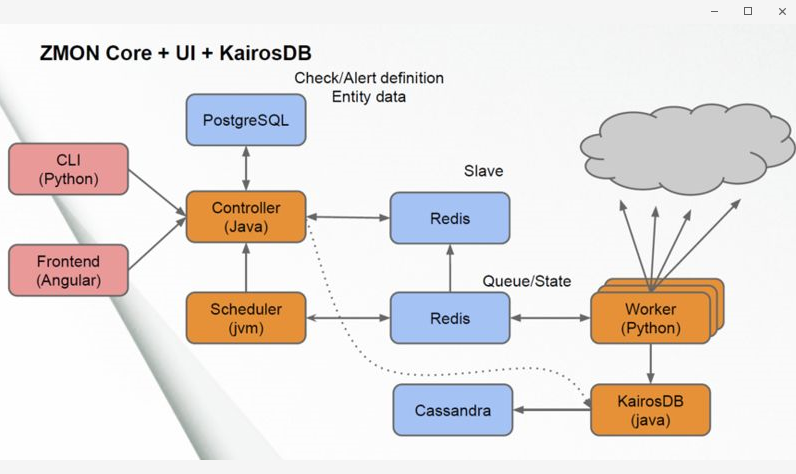 ZMON Core + UI + KairosDB
Check/Alert definition
Entity data
PostgreSQL
CLI
(Python)
Slave
Controller
(Java)
Redis
Frontend
(Angular)
Queue/State
Scheduler
(jvm)
Redis
Worker
(Python)
Cassandra
KairosDB
(java)